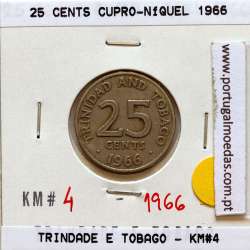 25 CENTS CUPRO-NIQUEL 1966
TRINIDAD AND TOBAGO
25
CENTS
1966
KM# 4
1966
TRINDADE E TOBAGO - KM#4
www.portugalmoedas.com.pt